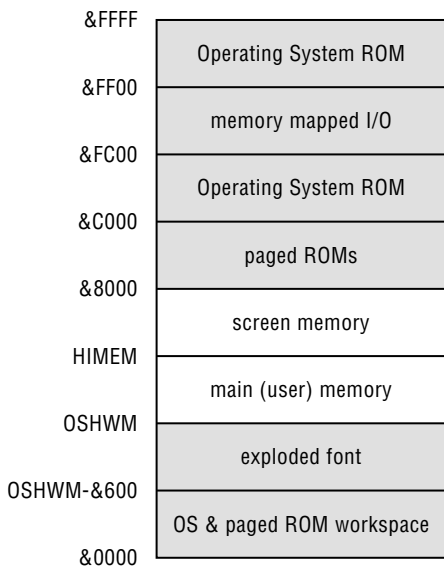 &FFFF
Operating System ROM
&FF00
memory mapped I/O
&FC00
Operating System ROM
&C000
paged ROMs
&8000
screen memory
HIMEM
main (user) memory
OSHWM
exploded font
OSHWM-&600
OS & paged ROM workspace
&0000